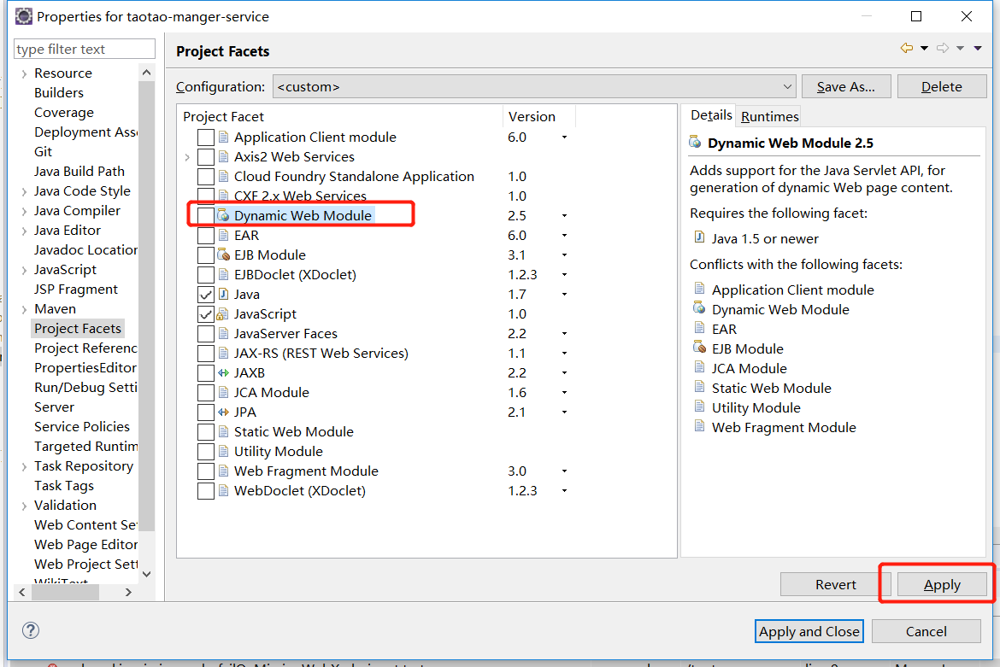 Properties for taotao-manger-service
type filter text
Resource
Builders
Coverage
Deployment Ass
Git
Java Build Path
Java Code Style
Java Compiler
Java Editor
Javadoc Location
JavaScript
JSP Fragment
Maven
Project Facets
Project Referenc
PropertiesEditor
Run/Debug Setti
Server
Service Policies
Targeted Runtim
Task Repository
Task Tags
Validation
Web Content Se
Web Page Editor
Web Project Sett
WikiText
Project Facets
Configuration: <custom> Save As... Delete
Project Facet Version
Application Client module 6.0
Axis2 Web Services
Cloud Foundry Standalone Application 1.0
CXF 2.x Web Services 1.0
Dynamic Web Module 2.5
EAR 6.0
EJB Module 3.1
EJBDoclet (XDoclet) 1.2.3
Java 1.7
JavaScript 1.0
JavaServer Faces 2.2
JAX-RS (REST Web Services) 1.1
JAXB 2.2
JCA Module 1.6
JPA 2.1
Static Web Module
Utility Module
Web Fragment Module 3.0
WebDoclet (XDoclet) 1.2.3
Details Runtimes
Dynamic Web Module 2.5
Adds support for the Java Servlet API, for
generation of dynamic Web page content.
Requires the following facet:
Java 1.5 or newer
Conflicts with the following facets:
Application Client module
Dynamic Web Module
EAR
EJB Module
JCA Module
Static Web Module
Utility Module
Web Fragment Module
Revert Apply
Apply and Close Cancel